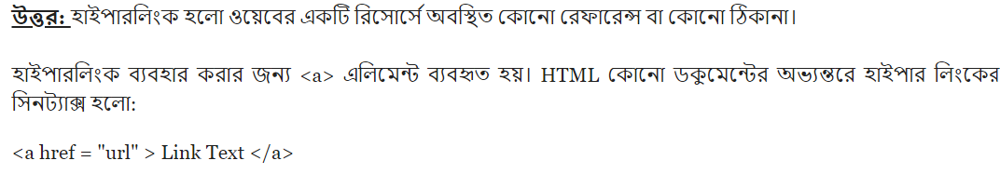 উত্তর: হাইপারলিংক হলো ওয়েবের একটি রিসোর্সে অবস্থিত কোনো রেফারেন্স বা কোনো ঠিকানা।
হাইপারলিংক ব্যবহার করার জন্য <a> এলিমেন্ট ব্যবহৃত হয়। HTML কোনো ডকুমেন্টের অভ্যন্তরে হাইপার লিংকের
সিনট্যাক্স হলো:
<a href = "url" > Link Text </a>